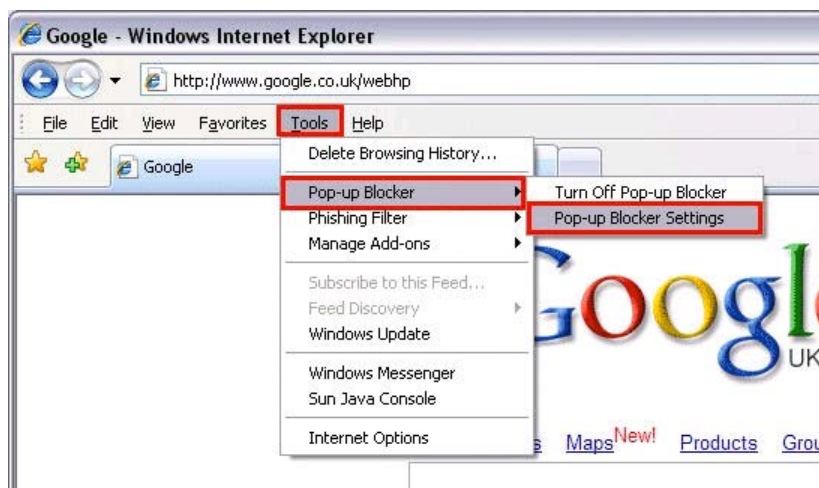 Google - Windows Internet Explorer
http://www.google.co.uk/webhp
File Edit View Favorites Tools Help
Google
Delete Browsing History...
Pop-up Blocker
Turn Off Pop-up Blocker
Phishing Filter
Pop-up Blocker Settings
Manage Add-ons
Subscribe to this Feed...
Feed Discovery
Windows Update
Windows Messenger
Sun Java Console
Internet Options
UK
Maps New! Products